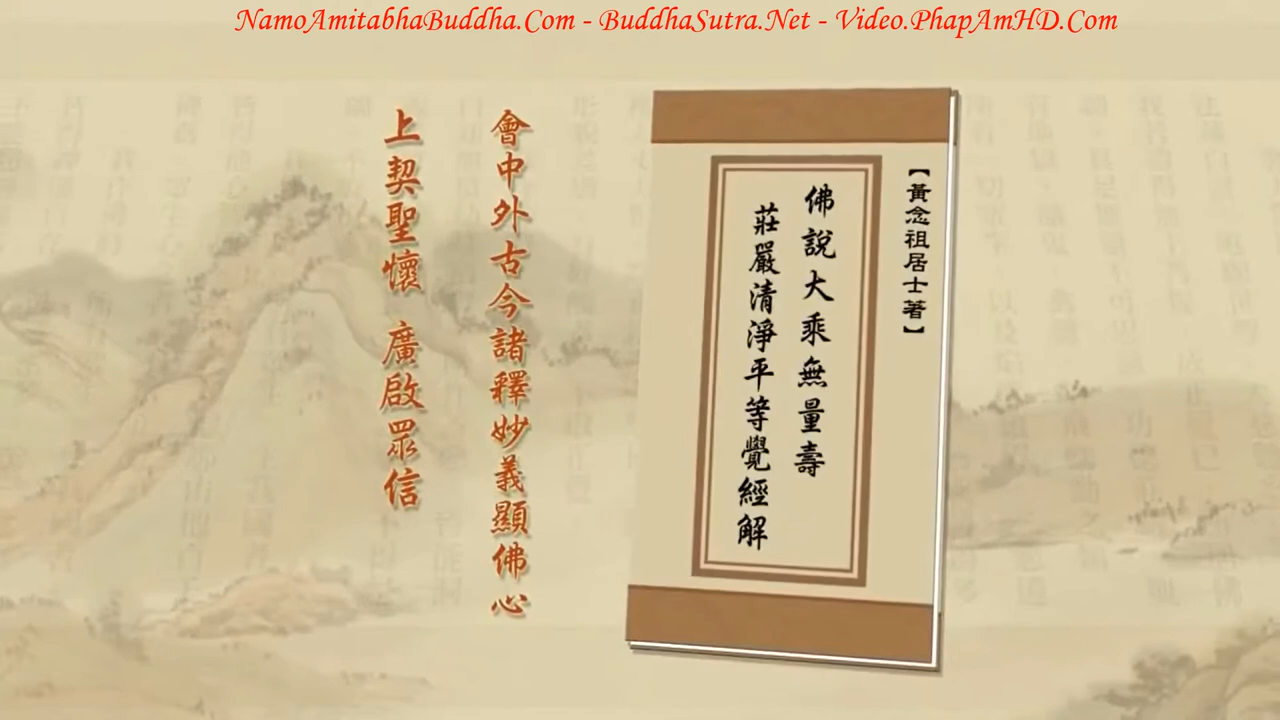 NamoAmitabhaBuddha.Com - BuddhaSutra.Net - Video.PhapAmHD.Com
【黃念祖居士著】
佛說大乘無量壽
莊嚴清淨平等覺經解
會中外古今諸釋妙義顯佛心
上契聖懷 廣啟眾信